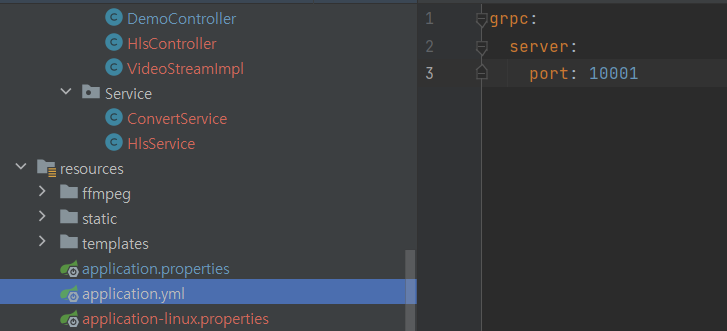 DemoController
HlsController
VideoStreamImpl
Service
ConvertService
HlsService
resources
ffmpeg
static
templates
application.properties
application.yml
application-linux.properties
1 grpc:
2 server:
3 port: 10001